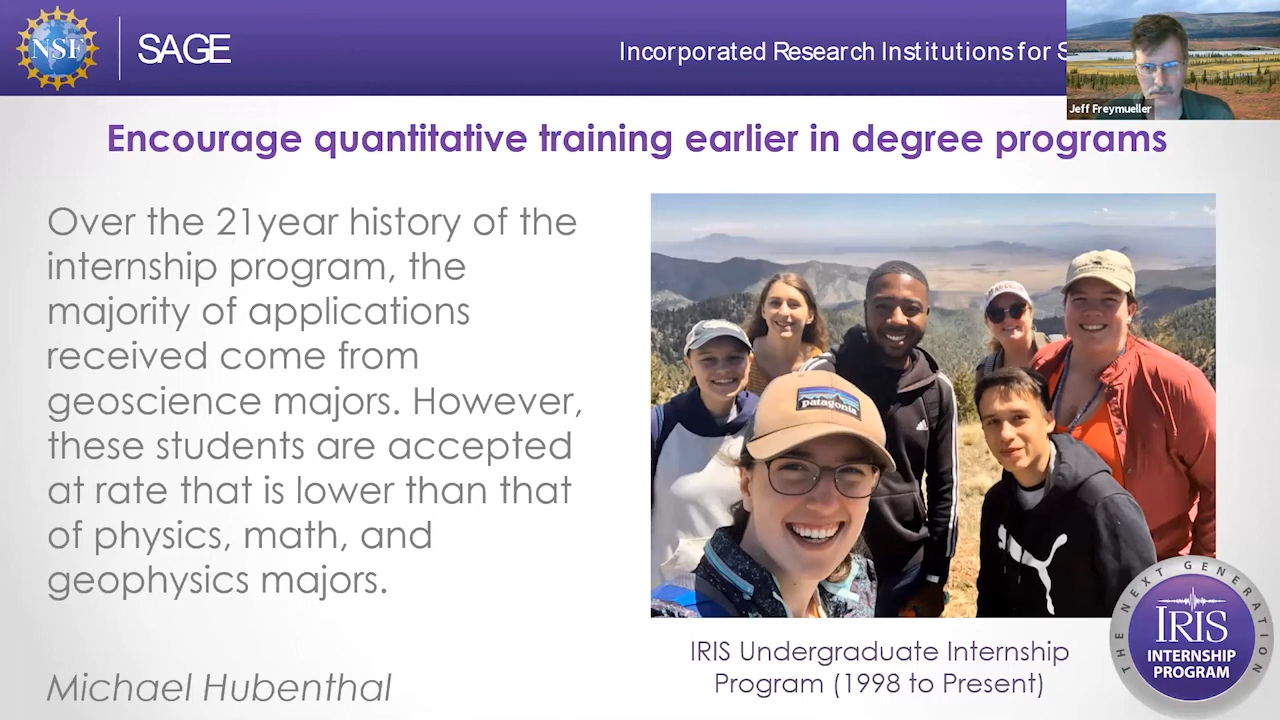 NSF
SAGE
Incorporated Research Institutions for S
Jeff Freymueller
Encourage quantitative training earlier in degree programs
Over the 21year history of the
internship program, the
majority of applications
received come from
geoscience majors. However,
these students are accepted
at rate that is lower than that
of physics, math, and
geophysics majors.
Michael Hubenthal
patagonia
IRIS Undergraduate Internship
Program (1998 to Present)
THE NEXT GENERATION
IRIS
INTERNSHIP
PROGRAM